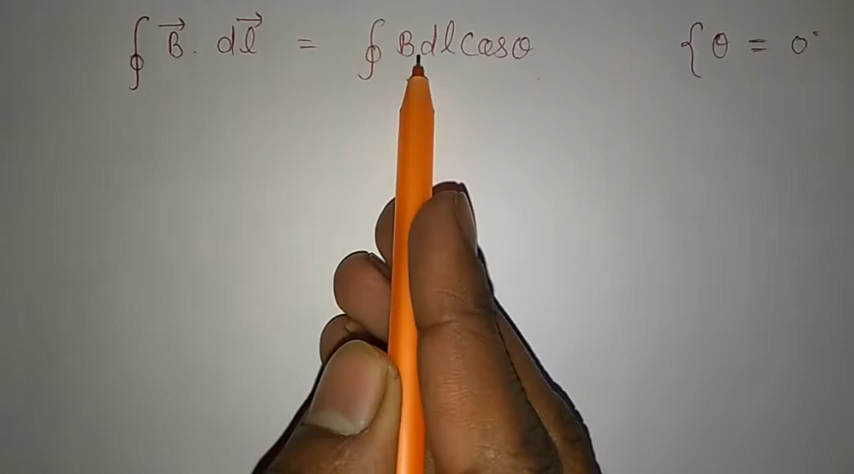 ∮ B⃗ . dl⃗ = ∮ Bdl Cosθ { θ = 0°